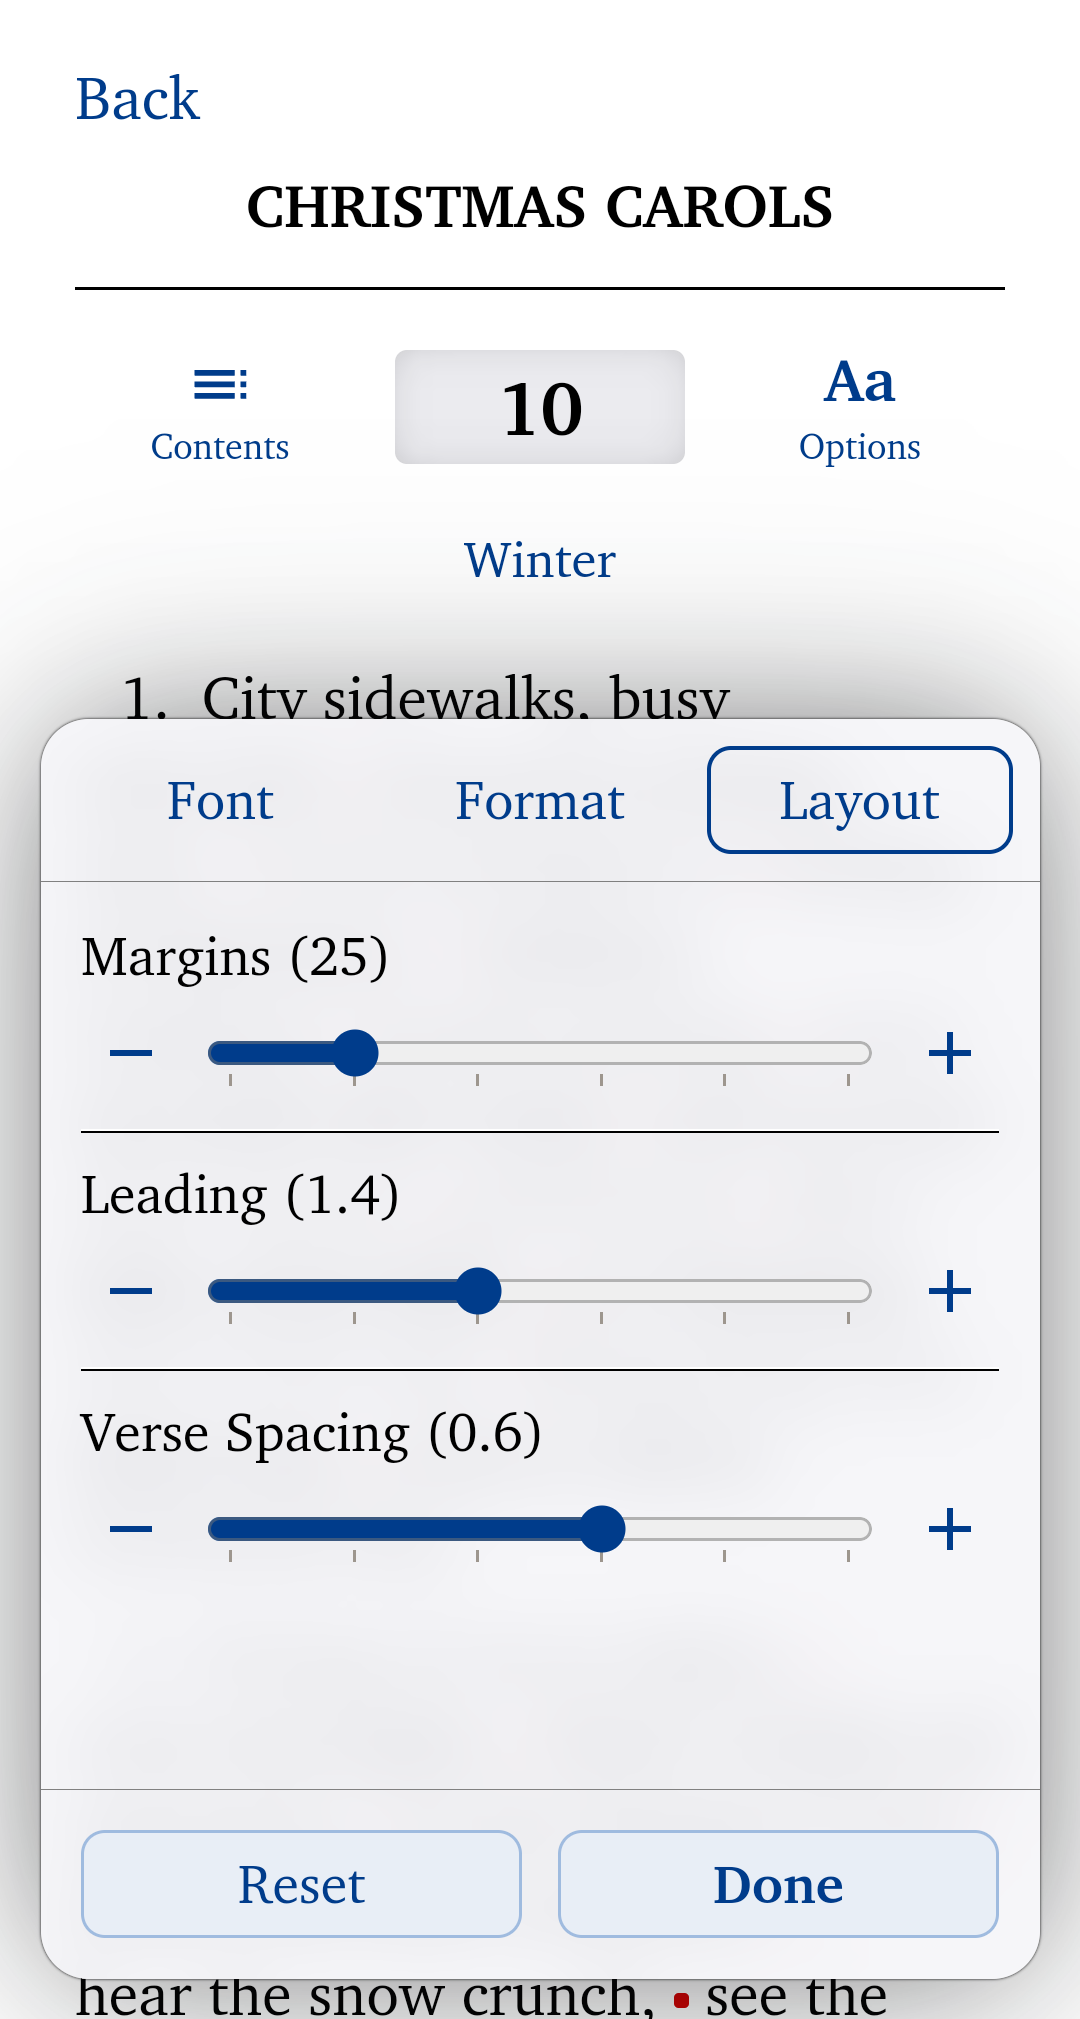 Back
CHRISTMAS CAROLS
Contents
10
Aa
Options
Winter
1. City sidewalks, busy
Font
Format
Layout
Margins (25)
Leading (1.4)
Verse Spacing (0.6)
Reset
Done
hear the snow crunch, ▪ see the